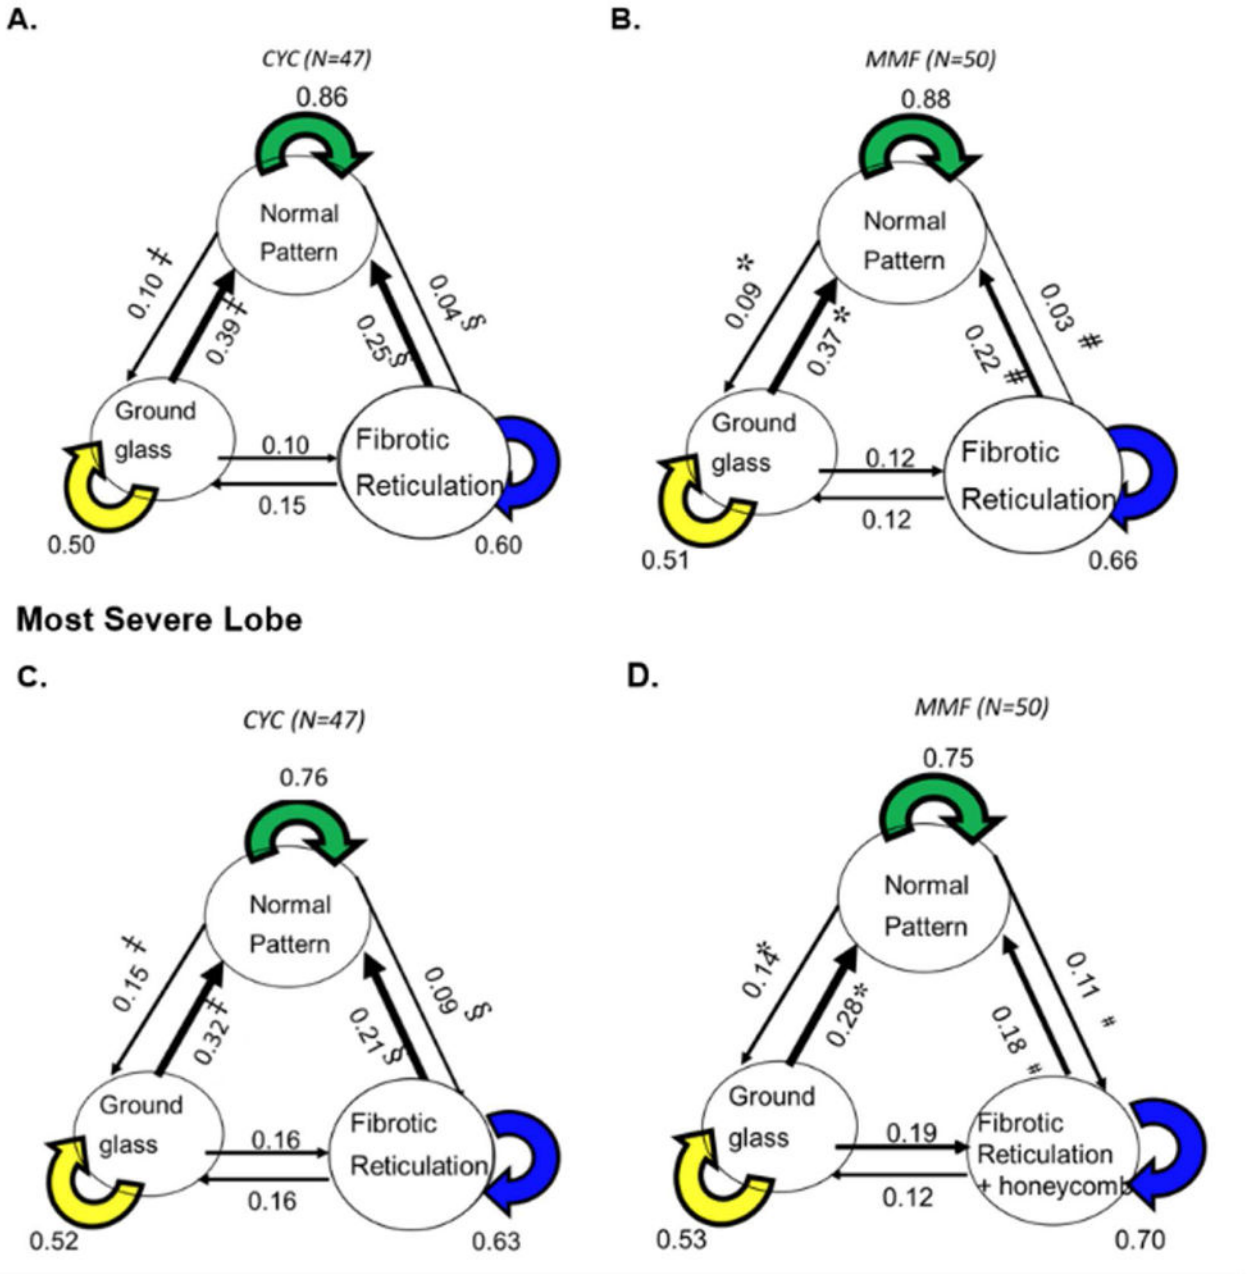 A.
CYC (N=47)
0.86
Normal
Pattern
0.10 ‡
0.39‡
0.25§
0.04 §
Ground
glass
0.10
0.15
Fibrotic
Reticulation
0.50
0.60
B.
MMF (N=50)
0.88
Normal
Pattern
0.09 *
0.37 *
0.22 #
0.03 #
Ground
glass
0.12
0.12
Fibrotic
Reticulation
0.51
0.66
Most Severe Lobe
C.
CYC (N=47)
0.76
Normal
Pattern
0.15 ‡
0.32‡
0.21§
0.09 §
Ground
glass
0.16
0.16
Fibrotic
Reticulation
0.52
0.63
D.
MMF (N=50)
0.75
Normal
Pattern
0.14*
0.28*
0.18 #
0.11 #
Ground
glass
0.19
0.12
Fibrotic
Reticulation
+ honeycomb
0.53
0.70